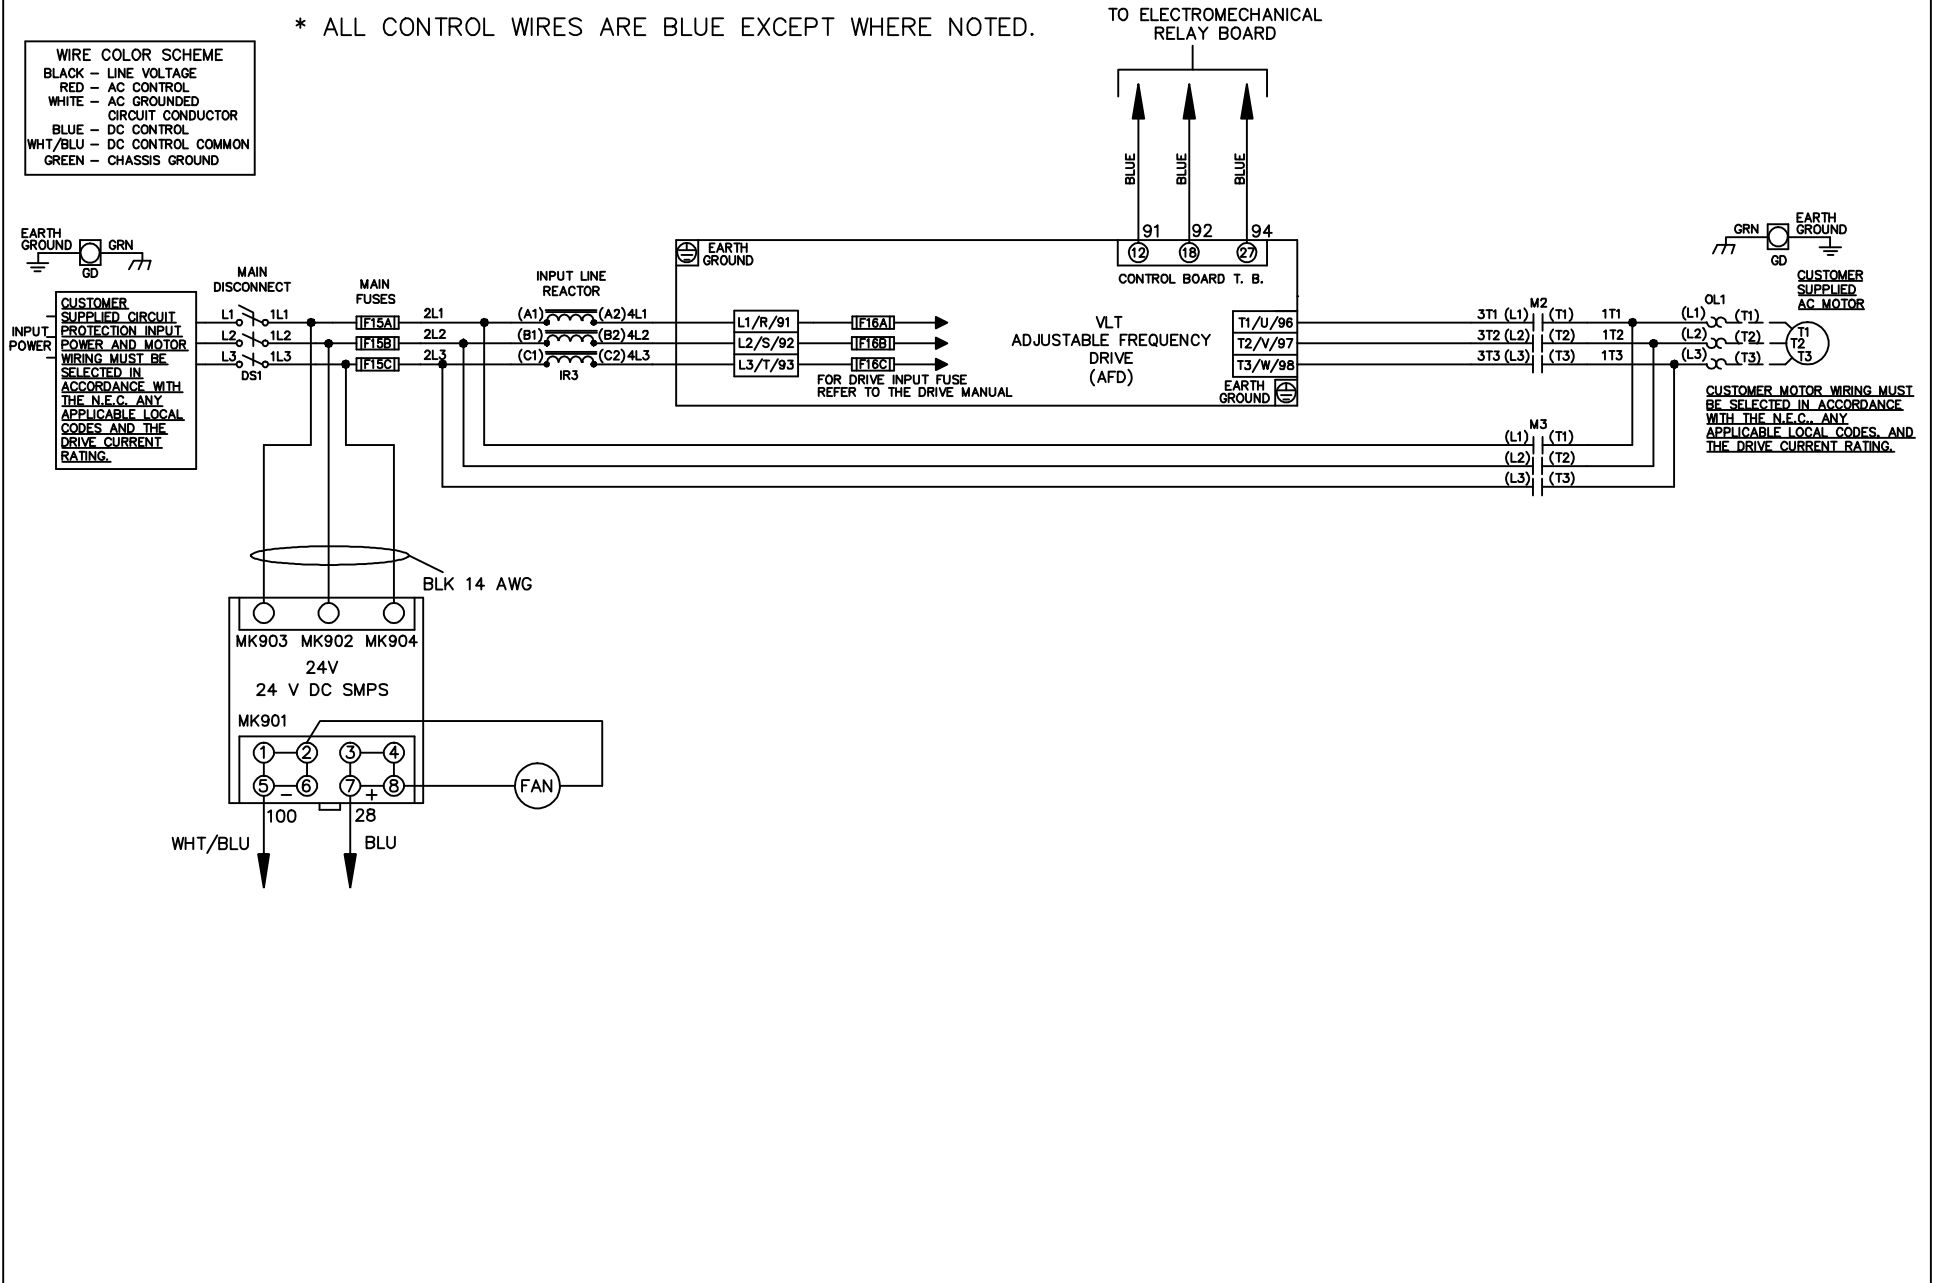 * ALL CONTROL WIRES ARE BLUE EXCEPT WHERE NOTED.
TO ELECTROMECHANICAL
RELAY BOARD
WIRE COLOR SCHEME
BLACK – LINE VOLTAGE
RED – AC CONTROL
WHITE – AC GROUNDED
CIRCUIT CONDUCTOR
BLUE – DC CONTROL
WHT/BLU – DC CONTROL COMMON
GREEN – CHASSIS GROUND
BLUE
BLUE
BLUE
91
92
94
12
18
27
CONTROL BOARD T. B.
EARTH
GROUND
GRN
GD
INPUT
POWER
CUSTOMER
SUPPLIED CIRCUIT
PROTECTION INPUT
POWER AND MOTOR
WIRING MUST BE
SELECTED IN
ACCORDANCE WITH
THE N.E.C. ANY
APPLICABLE LOCAL
CODES AND THE
DRIVE CURRENT
RATING.
MAIN
DISCONNECT
L1 1L1
L2 1L2
L3 1L3
DS1
MAIN
FUSES
F15A
F15B
F15C
2L1
2L2
2L3
INPUT LINE
REACTOR
(A1) (A2) 4L1
(B1) (B2) 4L2
(C1) (C2) 4L3
IR3
EARTH
GROUND
L1/R/91
L2/S/92
L3/T/93
F16A
F16B
F16C
FOR DRIVE INPUT FUSE
REFER TO THE DRIVE MANUAL
VLT
ADJUSTABLE FREQUENCY
DRIVE
(AFD)
T1/U/96
T2/V/97
T3/W/98
EARTH
GROUND
M2
3T1 (L1) (T1) 1T1
3T2 (L2) (T2) 1T2
3T3 (L3) (T3) 1T3
M3
(L1) (T1)
(L2) (T2)
(L3) (T3)
OL1
(L1) (T1)
(L2) (T2)
(L3) (T3)
T1
T2
T3
GRN
EARTH
GROUND
GD
CUSTOMER
SUPPLIED
AC MOTOR
CUSTOMER MOTOR WIRING MUST
BE SELECTED IN ACCORDANCE
WITH THE N.E.C., ANY
APPLICABLE LOCAL CODES, AND
THE DRIVE CURRENT RATING.
BLK 14 AWG
MK903 MK902 MK904
24V
24 V DC SMPS
MK901
1 2 3 4
5 – 6 7 + 8
FAN
100
28
WHT/BLU
BLU